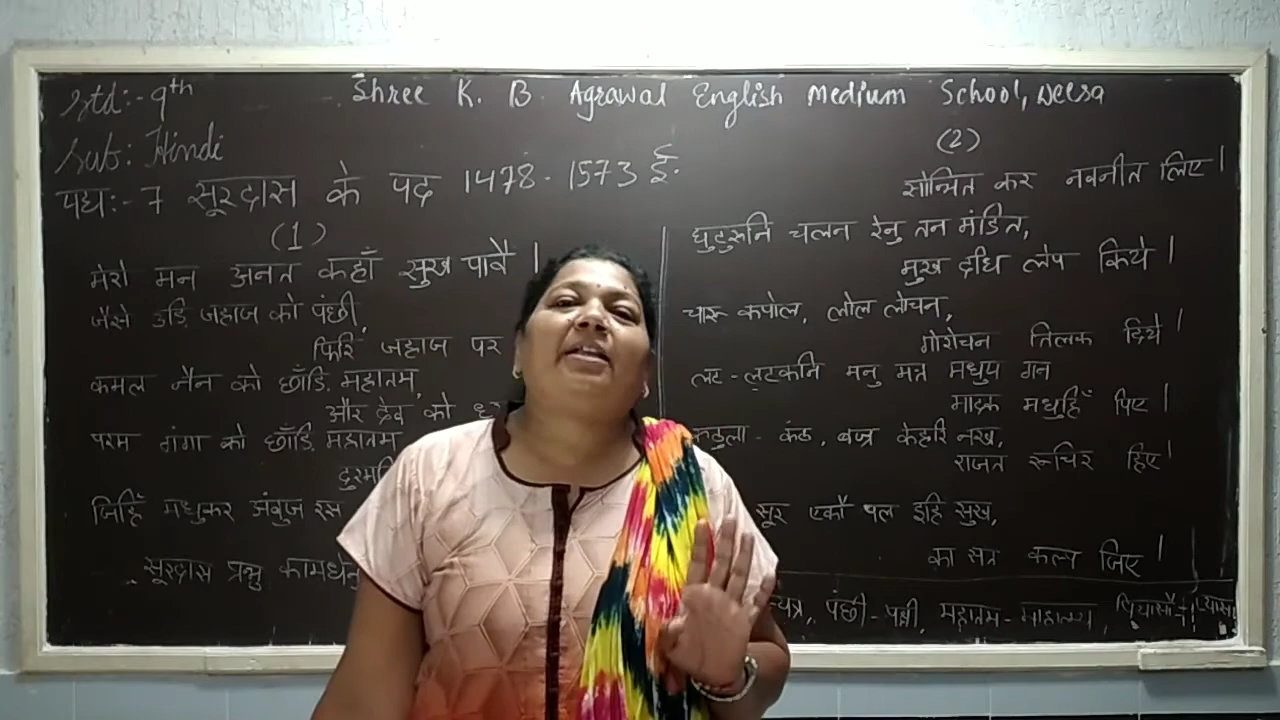 Std:- 9th
Shree K. B. Agrawal English Medium School, Deesa
Sub: Hindi
पद्य:- 7 सूरदास के पद 1478 - 1573 ई.
(1)
मेरो मन अनत कहाँ सुख पावै |
जैसे उड़ि जहाज को पंछी,
फिरि जहाज पर
कमल नैन को छाँडि महातम,
और देव को
परम गंगा को छाँडि महातम
जिहिँ मधुकर अंबुज रस
सूरदास प्रभु कामधेनु
(2)
सोभित कर नवनीत लिए |
घुटुरुनि चलन रेनु तन मंडित,
मुख दधि लेप किये |
चारु कपोल, लोल लोचन,
गोरोचन तिलक दिये |
लट - लटकनि मनु मत्त मधुप गन
मादक मधुहिँ पिए |
कंठ, बज्र केहरि नख,
राजत रूचिर हिए |
सूर एकौ पल इहि सुख,
का सत कल्प जिए |
पंछी - पक्षी, महातम - माहात्म्य,